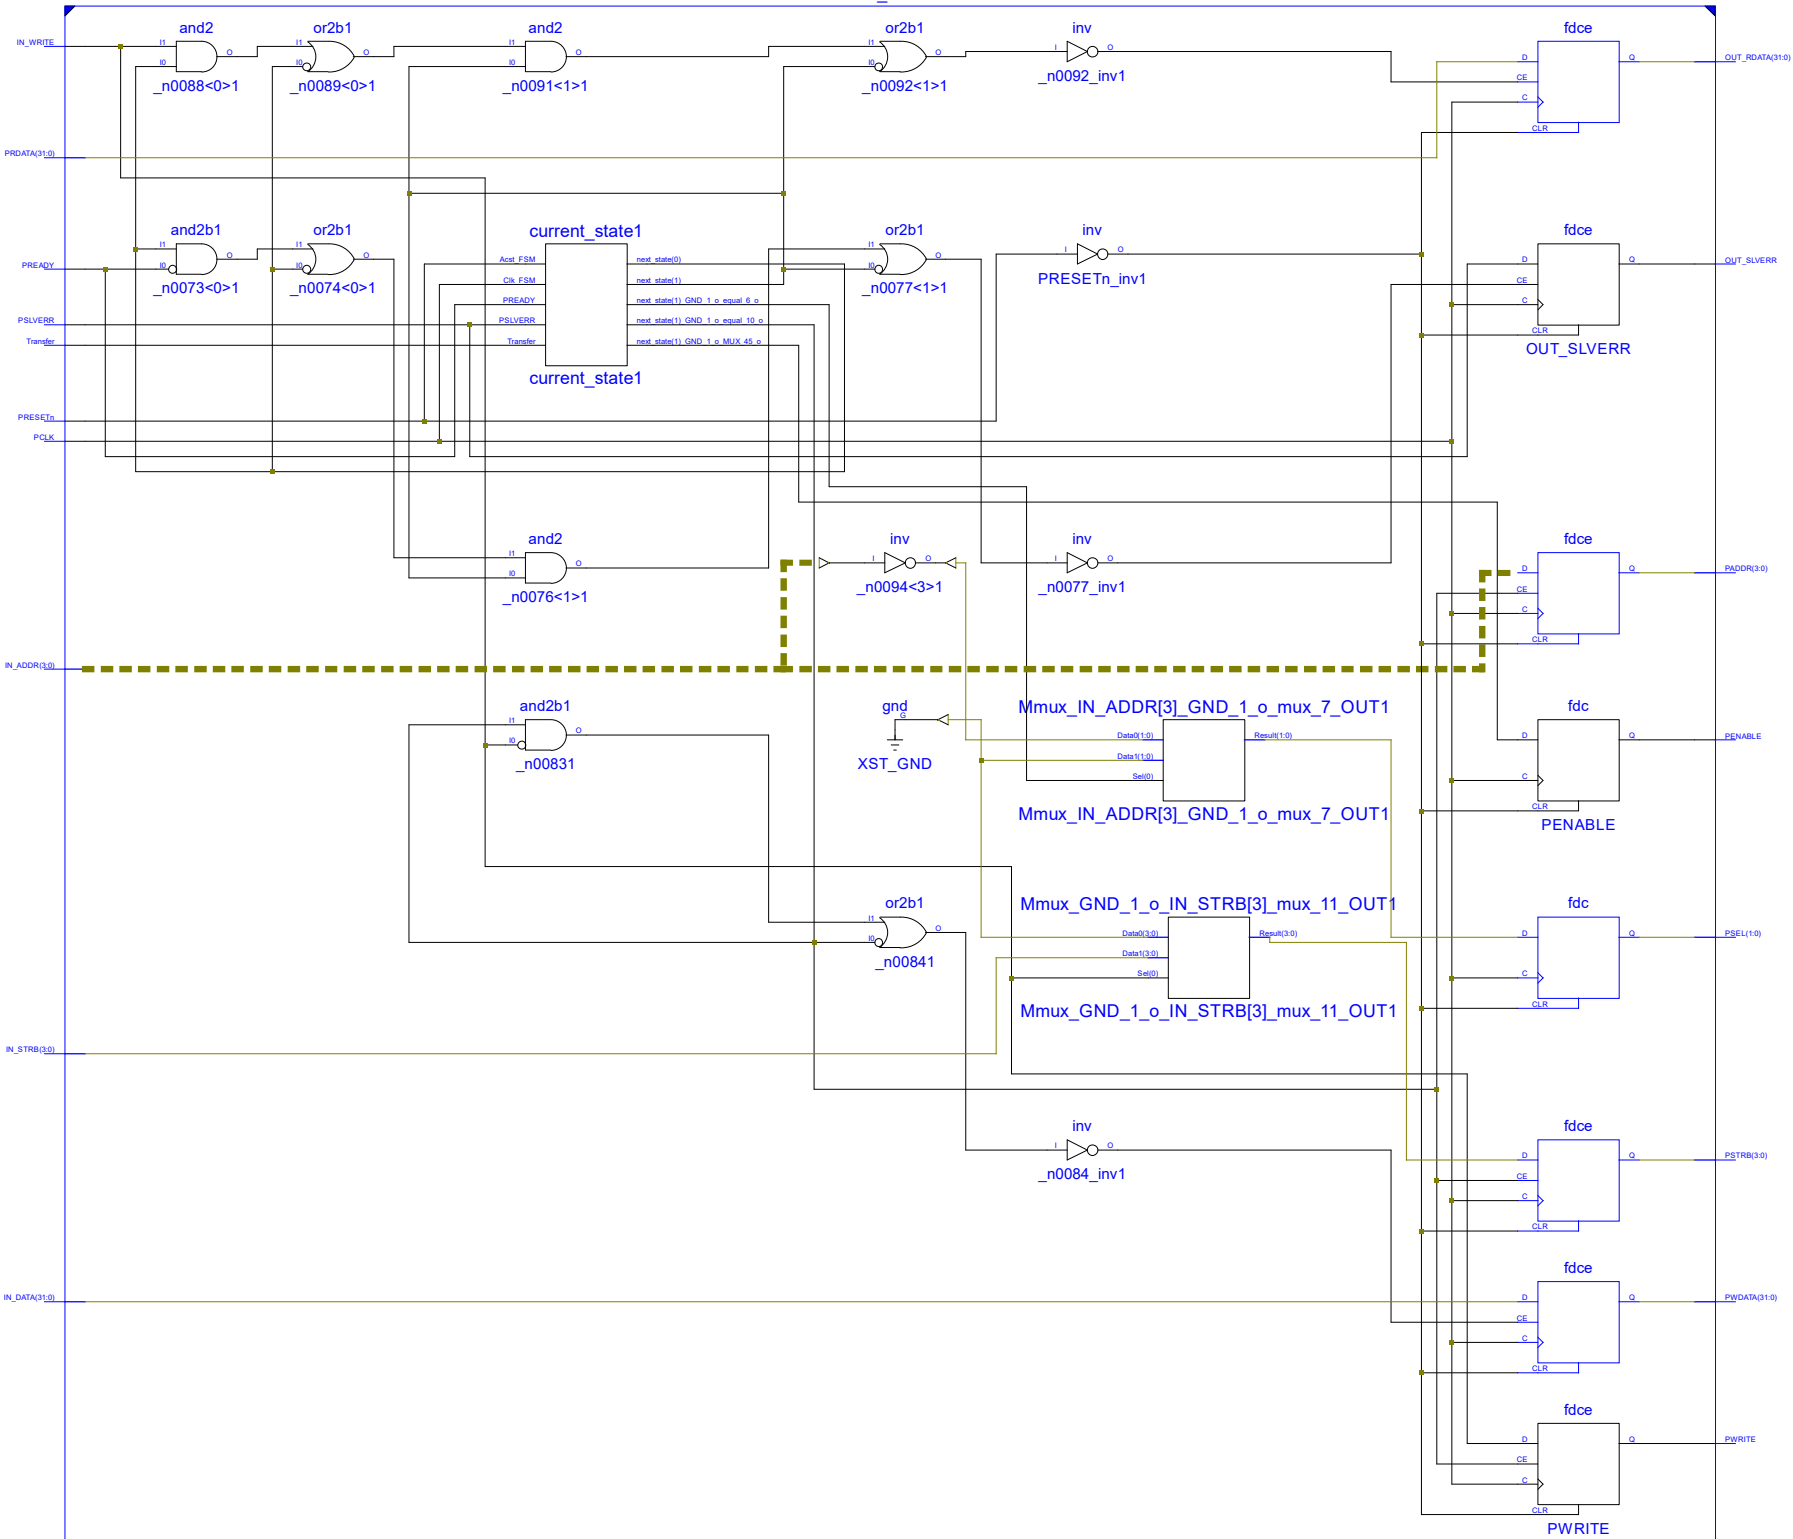 and2
or2b1
and2
or2b1
inv
fdce
IN_WRITE
I1
I0
O
I1
I0
O
I1
I0
O
I1
I0
O
I
O
D
CE
C
CLR
Q
OUT_RDATA(31:0)
_n0088<0>1
_n0089<0>1
_n0091<1>1
_n0092<1>1
_n0092_inv1
PRDATA(31:0)
and2b1
or2b1
current_state1
or2b1
inv
fdce
PREADY
I1
I0
O
I1
I0
O
Acst_FSM
Clk_FSM
PREADY
PSLVERR
Transfer
next_state(0)
next_state(1)
next_state(1)_GND_1_o_equal_6_o
next_state(1)_GND_1_o_equal_10_o
next_state(1)_GND_1_o_MUX_45_o
I1
I0
O
I
O
D
CE
C
CLR
Q
OUT_SLVERR
_n0073<0>1
_n0074<0>1
_n0077<1>1
PRESETn_inv1
PSLVERR
Transfer
OUT_SLVERR
current_state1
PRESETn
PCLK
and2
inv
inv
fdce
I1
I0
O
I
O
I
O
D
CE
C
CLR
Q
PADDR(3:0)
_n0076<1>1
_n0094<3>1
_n0077_inv1
IN_ADDR(3:0)
and2b1
gnd
Mmux_IN_ADDR[3]_GND_1_o_mux_7_OUT1
fdc
I1
I0
O
G
Data0(1:0)
Data1(1:0)
Sel(0)
Result(1:0)
D
C
CLR
Q
PENABLE
_n00831
XST_GND
Mmux_IN_ADDR[3]_GND_1_o_mux_7_OUT1
PENABLE
or2b1
Mmux_GND_1_o_IN_STRB[3]_mux_11_OUT1
fdc
I1
I0
O
Data0(3:0)
Data1(3:0)
Sel(0)
Result(3:0)
D
C
CLR
Q
PSEL(1:0)
_n00841
Mmux_GND_1_o_IN_STRB[3]_mux_11_OUT1
IN_STRB(3:0)
inv
fdce
I
O
D
CE
C
CLR
Q
PSTRB(3:0)
_n0084_inv1
fdce
IN_DATA(31:0)
D
CE
C
CLR
Q
PWDATA(31:0)
fdce
D
CE
C
CLR
Q
PWRITE
PWRITE